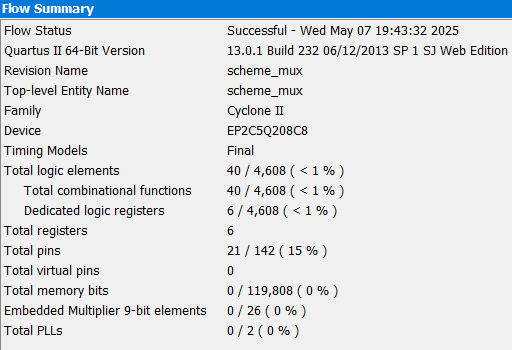 Flow Summary
Flow Status Successful - Wed May 07 19:43:32 2025
Quartus II 64-Bit Version 13.0.1 Build 232 06/12/2013 SP 1 SJ Web Edition
Revision Name scheme_mux
Top-level Entity Name scheme_mux
Family Cyclone II
Device EP2C5Q208C8
Timing Models Final
Total logic elements 40 / 4,608 ( < 1 % )
Total combinational functions 40 / 4,608 ( < 1 % )
Dedicated logic registers 6 / 4,608 ( < 1 % )
Total registers 6
Total pins 21 / 142 ( 15 % )
Total virtual pins 0
Total memory bits 0 / 119,808 ( 0 % )
Embedded Multiplier 9-bit elements 0 / 26 ( 0 % )
Total PLLs 0 / 2 ( 0 % )